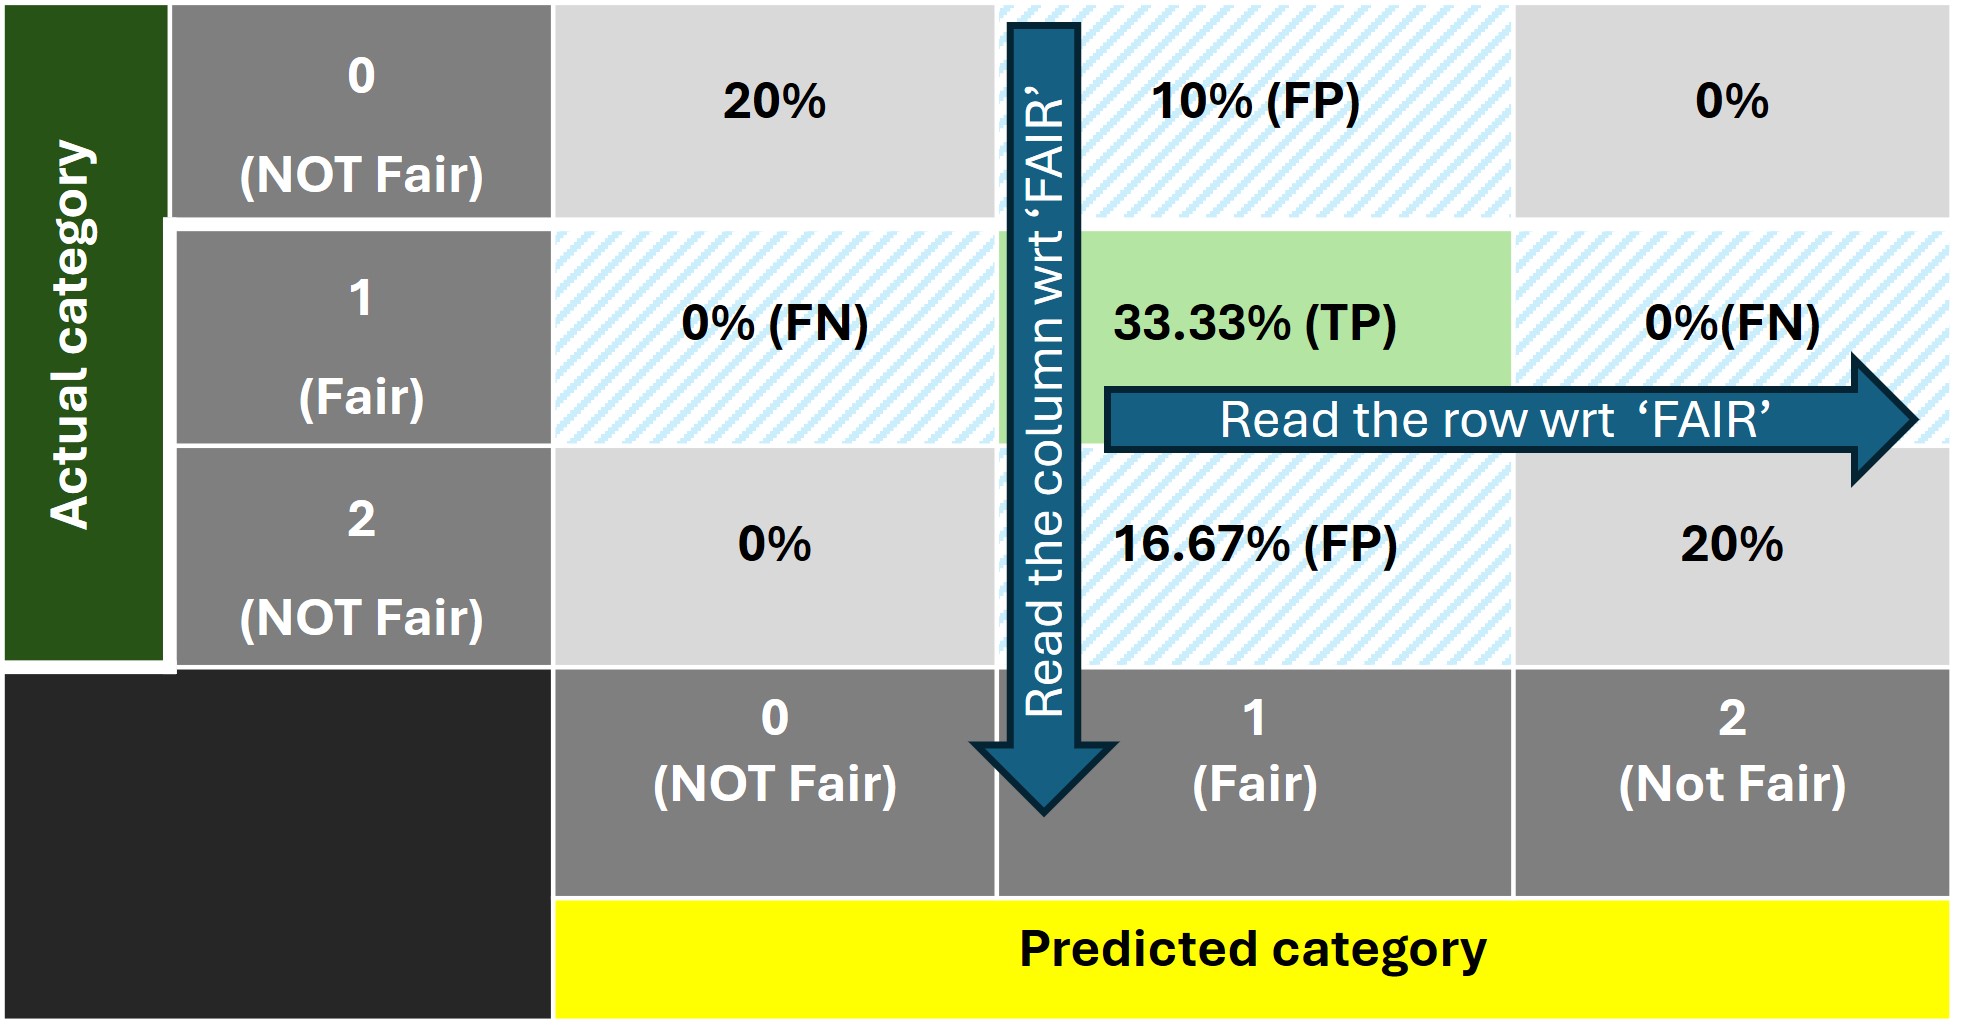 Actual category
0
(NOT Fair)
20%
10% (FP)
0%
1
(Fair)
0% (FN)
33.33% (TP)
0%(FN)
2
(NOT Fair)
0%
16.67% (FP)
20%
Read the column wrt ‘FAIR’
Read the row wrt ‘FAIR’
0
(NOT Fair)
1
(Fair)
2
(Not Fair)
Predicted category